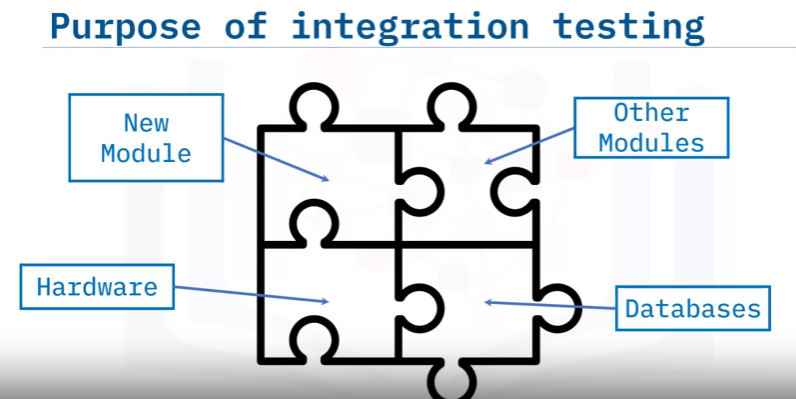 Purpose of integration testing
New
Module
Other
Modules
Hardware
Databases